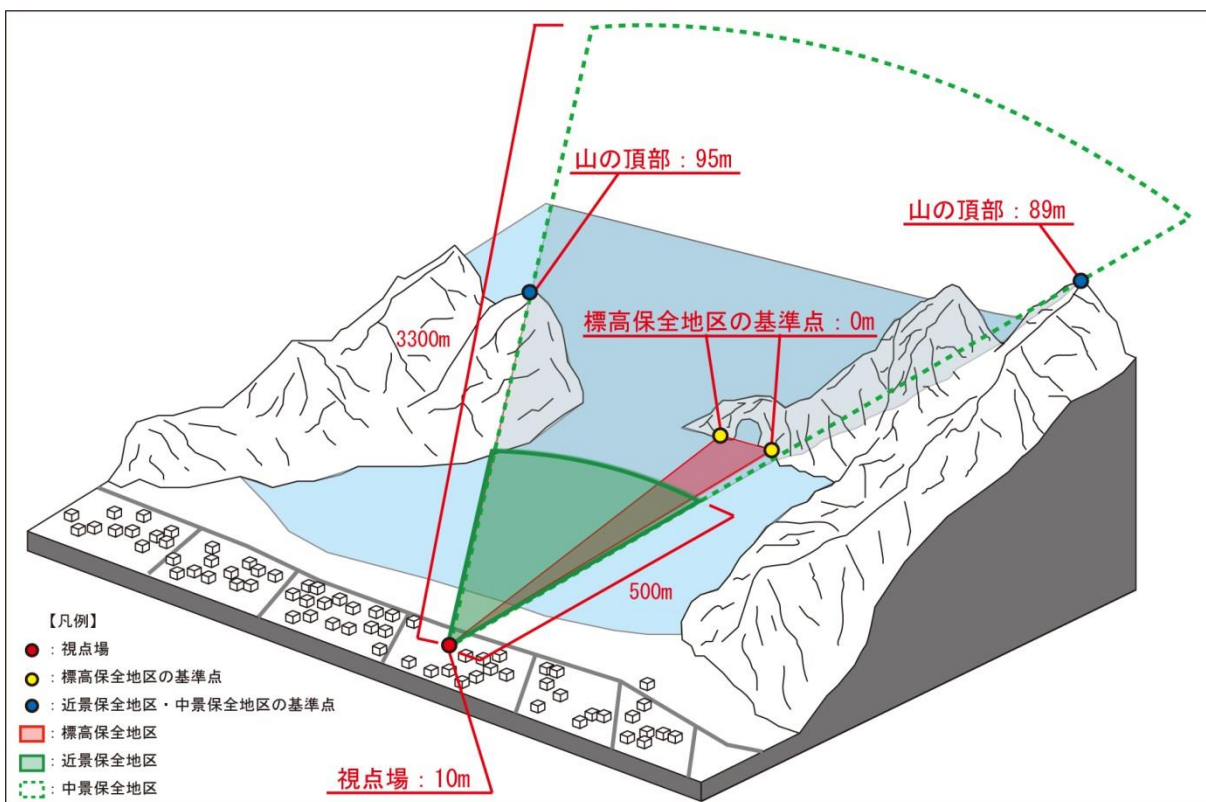 山の頂部:95m
山の頂部:89m
標高保全地区の基準点:0m
3300m
500m
視点場:10m
【凡例】
:視点場
:標高保全地区の基準点
:近景保全地区・中景保全地区の基準点
:標高保全地区
:近景保全地区
:中景保全地区